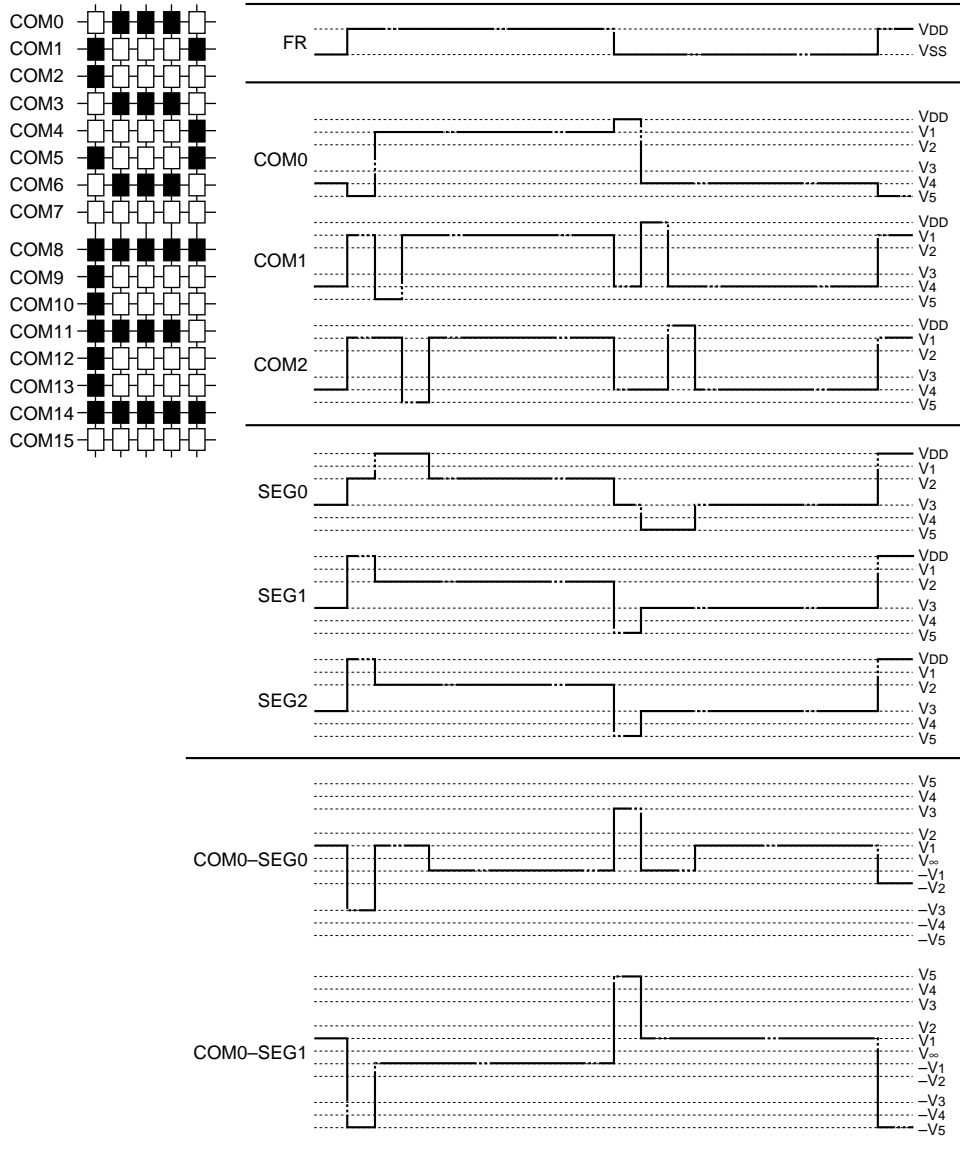 COM0
COM1
COM2
COM3
COM4
COM5
COM6
COM7
COM8
COM9
COM10
COM11
COM12
COM13
COM14
COM15
FR
VDD
VSS
COM0
VDD
V1
V2
V3
V4
V5
COM1
VDD
V1
V2
V3
V4
V5
COM2
VDD
V1
V2
V3
V4
V5
SEG0
VDD
V1
V2
V3
V4
V5
SEG1
VDD
V1
V2
V3
V4
V5
SEG2
VDD
V1
V2
V3
V4
V5
COM0–SEG0
V5
V4
V3
V2
V1
V∞
–V1
–V2
–V3
–V4
–V5
COM0–SEG1
V5
V4
V3
V2
V1
V∞
–V1
–V2
–V3
–V4
–V5